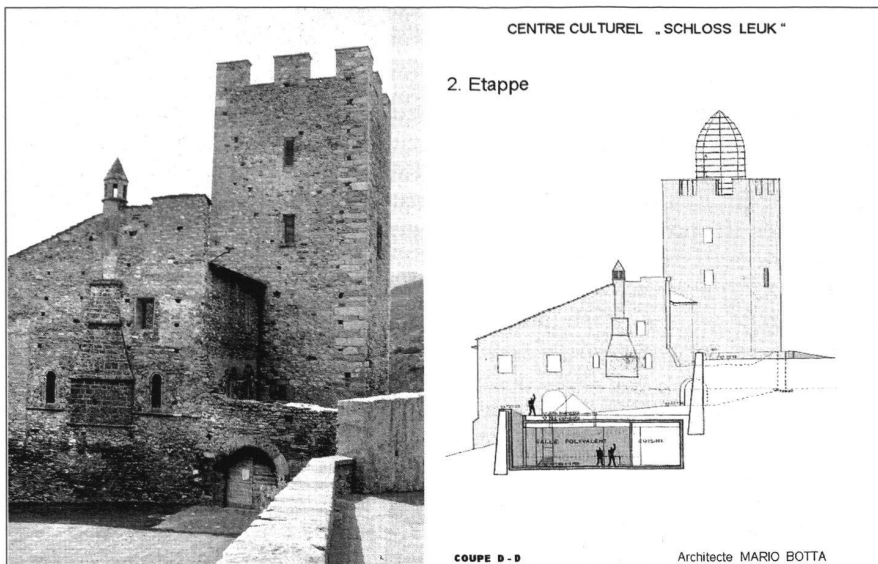 CENTRE CULTUREL „SCHLOSS LEUK“
2. Etappe
SALLE POLYVALENT
CUISINE
COUPE D-D
Architecte MARIO BOTTA